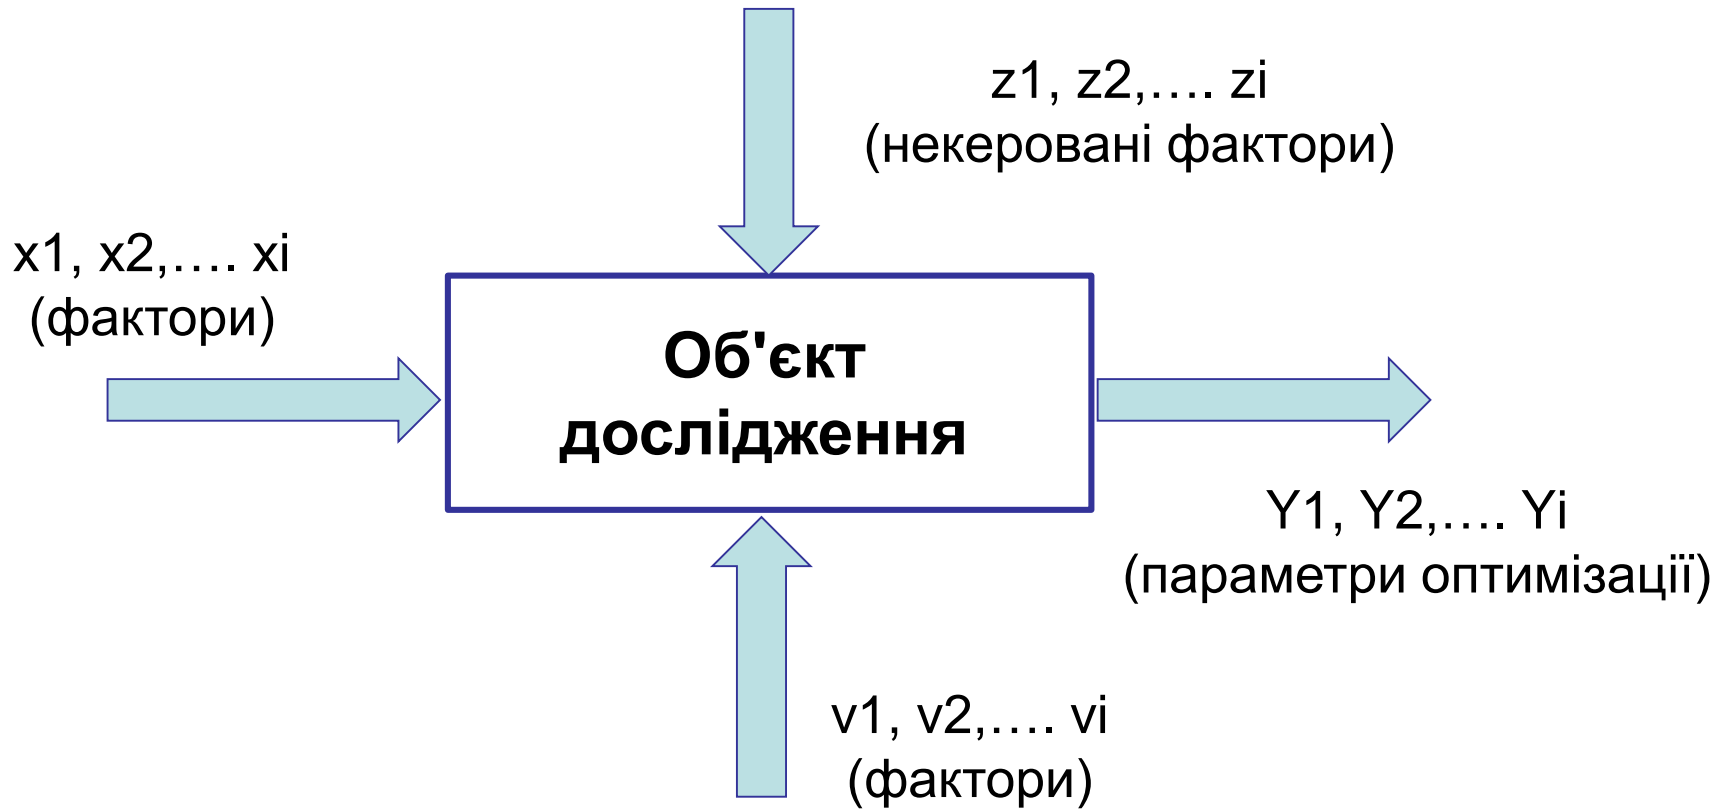 z1, z2,…. zi
(некеровані фактори)
x1, x2,…. xi
(фактори)
Об'єкт
дослідження
Y1, Y2,…. Yi
(параметри оптимізації)
v1, v2,…. vi
(фактори)